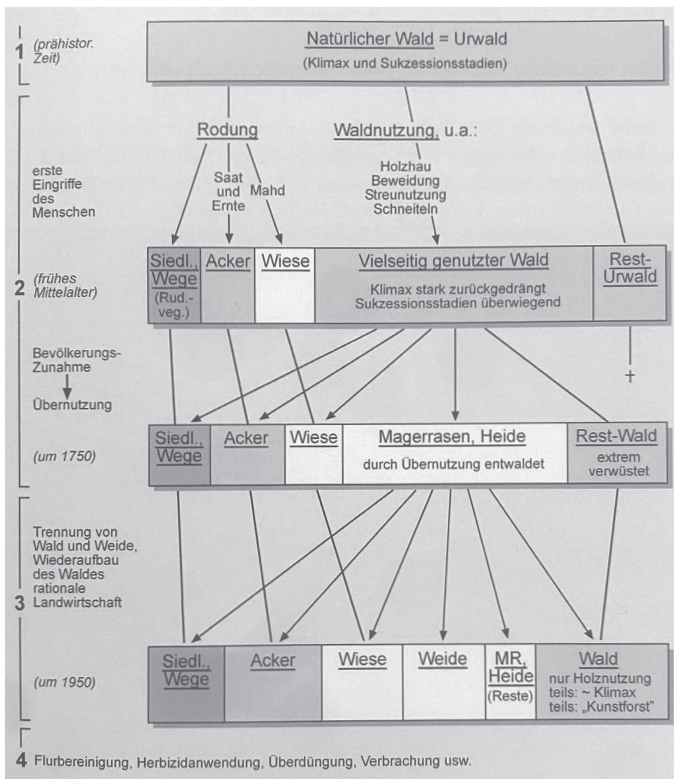 1 (prähistor.
Zeit)
Natürlicher Wald = Urwald
(Klimax und Sukzessionsstadien)
erste
Eingriffe
des
Menschen
Rodung
Saat
und
Ernte
Mahd
Waldnutzung, u.a.:
Holzhau
Beweidung
Streunutzung
Schneiteln
2 (frühes
Mittelalter)
Siedl.,
Wege
(Rud.-
veg.)
Acker
Wiese
Vielseitig genutzter Wald
Klimax stark zurückgedrängt
Sukzessionsstadien überwiegend
Rest-
Urwald
Bevölkerungs-
Zunahme
Übernutzung
†
(um 1750)
Siedl.,
Wege
Acker
Wiese
Magerrasen, Heide
durch Übernutzung entwaldet
Rest-Wald
extrem
verwüstet
Trennung von
Wald und Weide,
Wiederaufbau
des Waldes
rationale
3 Landwirtschaft
(um 1950)
Siedl.,
Wege
Acker
Wiese
Weide
MR,
Heide
(Reste)
Wald
nur Holznutzung
teils: ~ Klimax
teils: „Kunstforst"
4 Flurbereinigung, Herbizidanwendung, Überdüngung, Verbrachung usw.